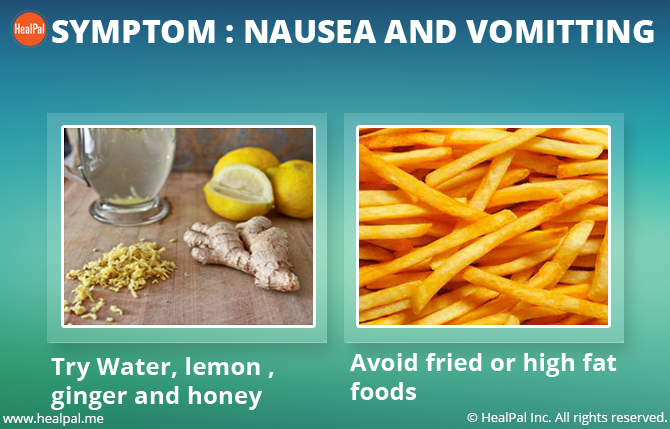 HealPal
SYMPTOM : NAUSEA AND VOMITTING
Try Water, lemon ,
ginger and honey
Avoid fried or high fat
foods
www.healpal.me
© HealPal Inc. All rights reserved.